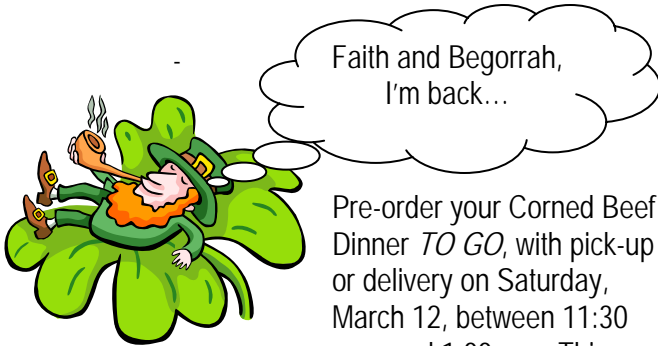 -
Faith and Begorrah,
I'm back…
Pre-order your Corned Beef
Dinner TO GO, with pick-up
or delivery on Saturday,
March 12, between 11:30